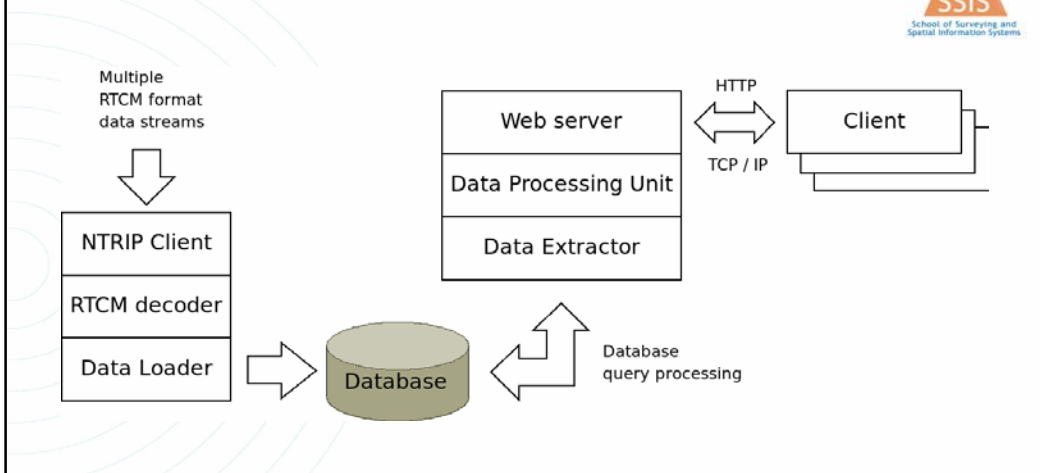 SSIS
School of Surveying and
Spatial Information Systems
Multiple
RTCM format
data streams
NTRIP Client
RTCM decoder
Data Loader
Database
Web server
Data Processing Unit
Data Extractor
HTTP
TCP / IP
Client
Database
query processing